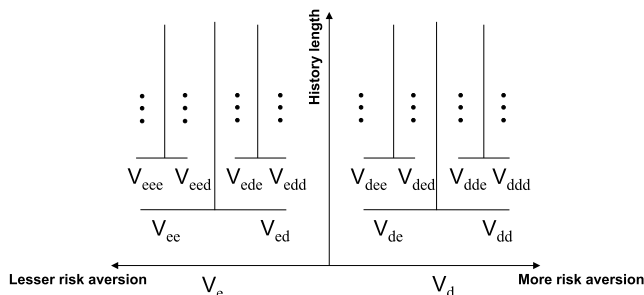 History length
V_eee V_eed V_ede V_edd V_dee V_ded V_dde V_ddd
V_ee V_ed V_de V_dd
Lesser risk aversion V_e V_d More risk aversion